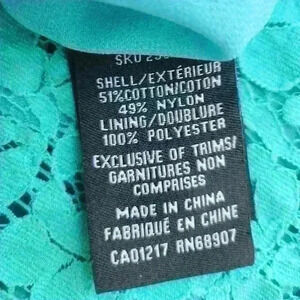 SHELL/EXTÉRIEUR
51% COTTON/COTON
49% NYLON
LINING/DOUBLURE
100% POLYESTER
EXCLUSIVE OF TRIMS/
GARNITURES NON
COMPRISES
MADE IN CHINA
FABRIQUÉ EN CHINE
CA01217 RN68907